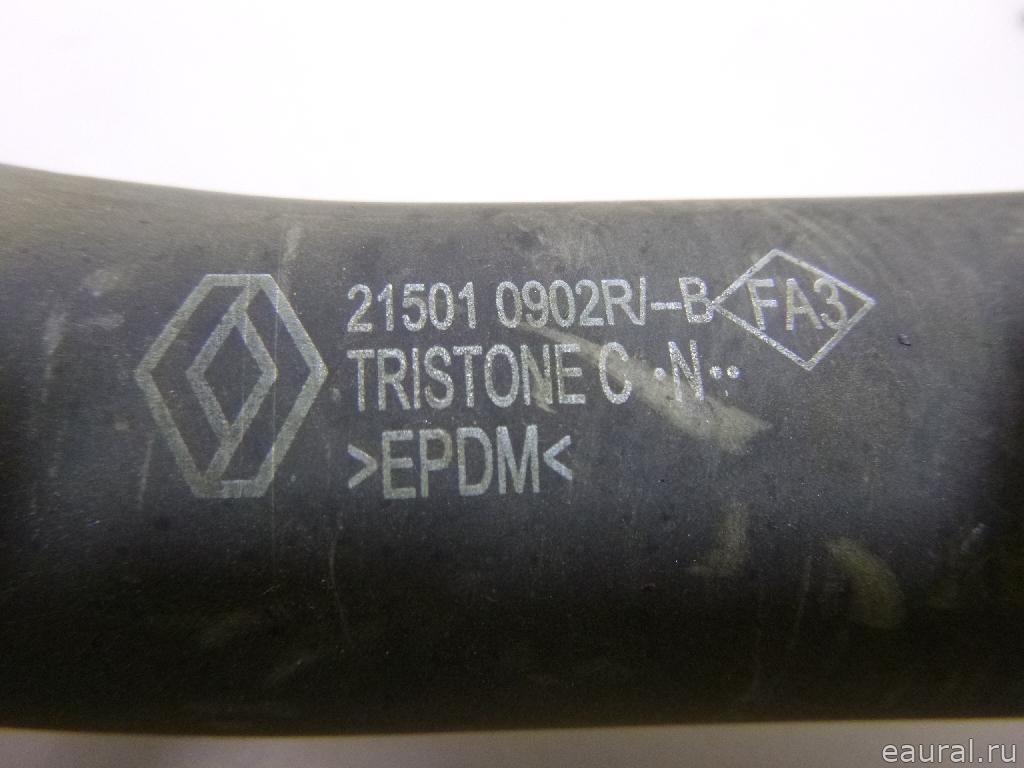 21501 0902R/--B FA3
TRISTONE C ·N··
>EPDM<
eaural.ru